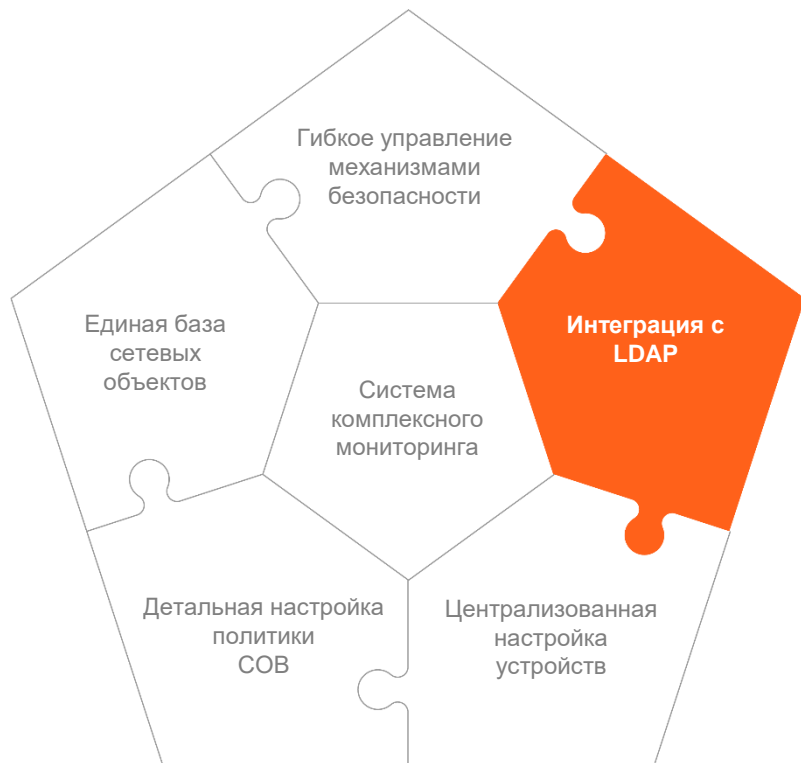 Гибкое управление
механизмами
безопасности
Единая база
сетевых
объектов
Интеграция с
LDAP
Система
комплексного
мониторинга
Детальная настройка
политики
СОВ
Централизованная
настройка
устройств